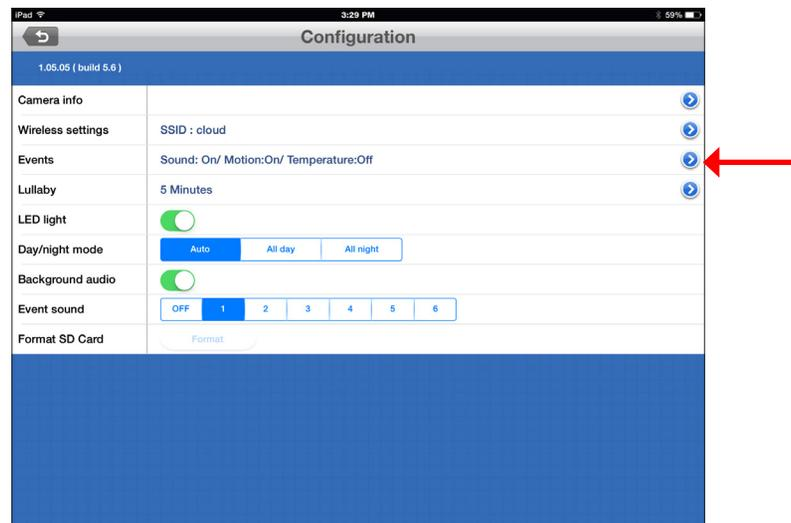 iPad 3:29 PM 59%
Configuration
1.05.05 ( build 5.6 )
Camera info
Wireless settings SSID : cloud
Events Sound: On/ Motion:On/ Temperature:Off
Lullaby 5 Minutes
LED light
Day/night mode Auto All day All night
Background audio
Event sound OFF 1 2 3 4 5 6
Format SD Card Format